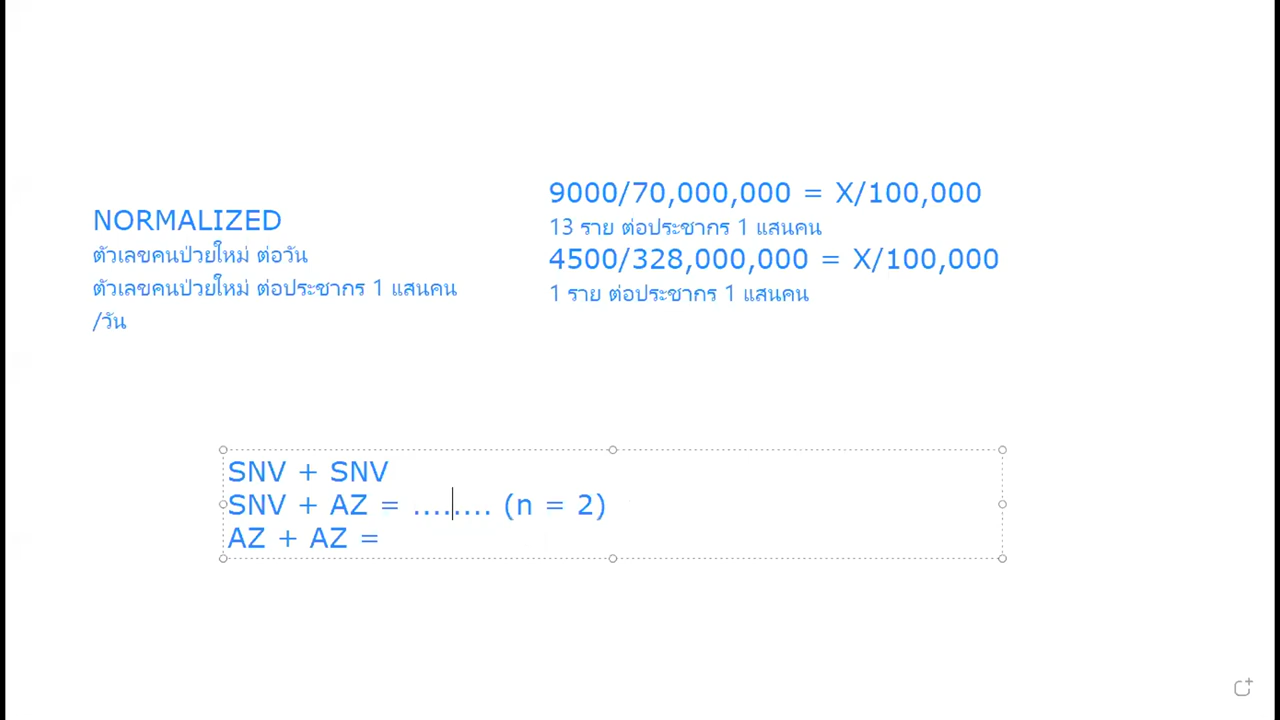 NORMALIZED
ตัวเลขคนป่วยใหม่ ต่อวัน
ตัวเลขคนป่วยใหม่ ต่อประชากร 1 แสนคน
/วัน
9000/70,000,000 = X/100,000
13 ราย ต่อประชากร 1 แสนคน
4500/328,000,000 = X/100,000
1 ราย ต่อประชากร 1 แสนคน
SNV + SNV
SNV + AZ = ........ (n = 2)
AZ + AZ =